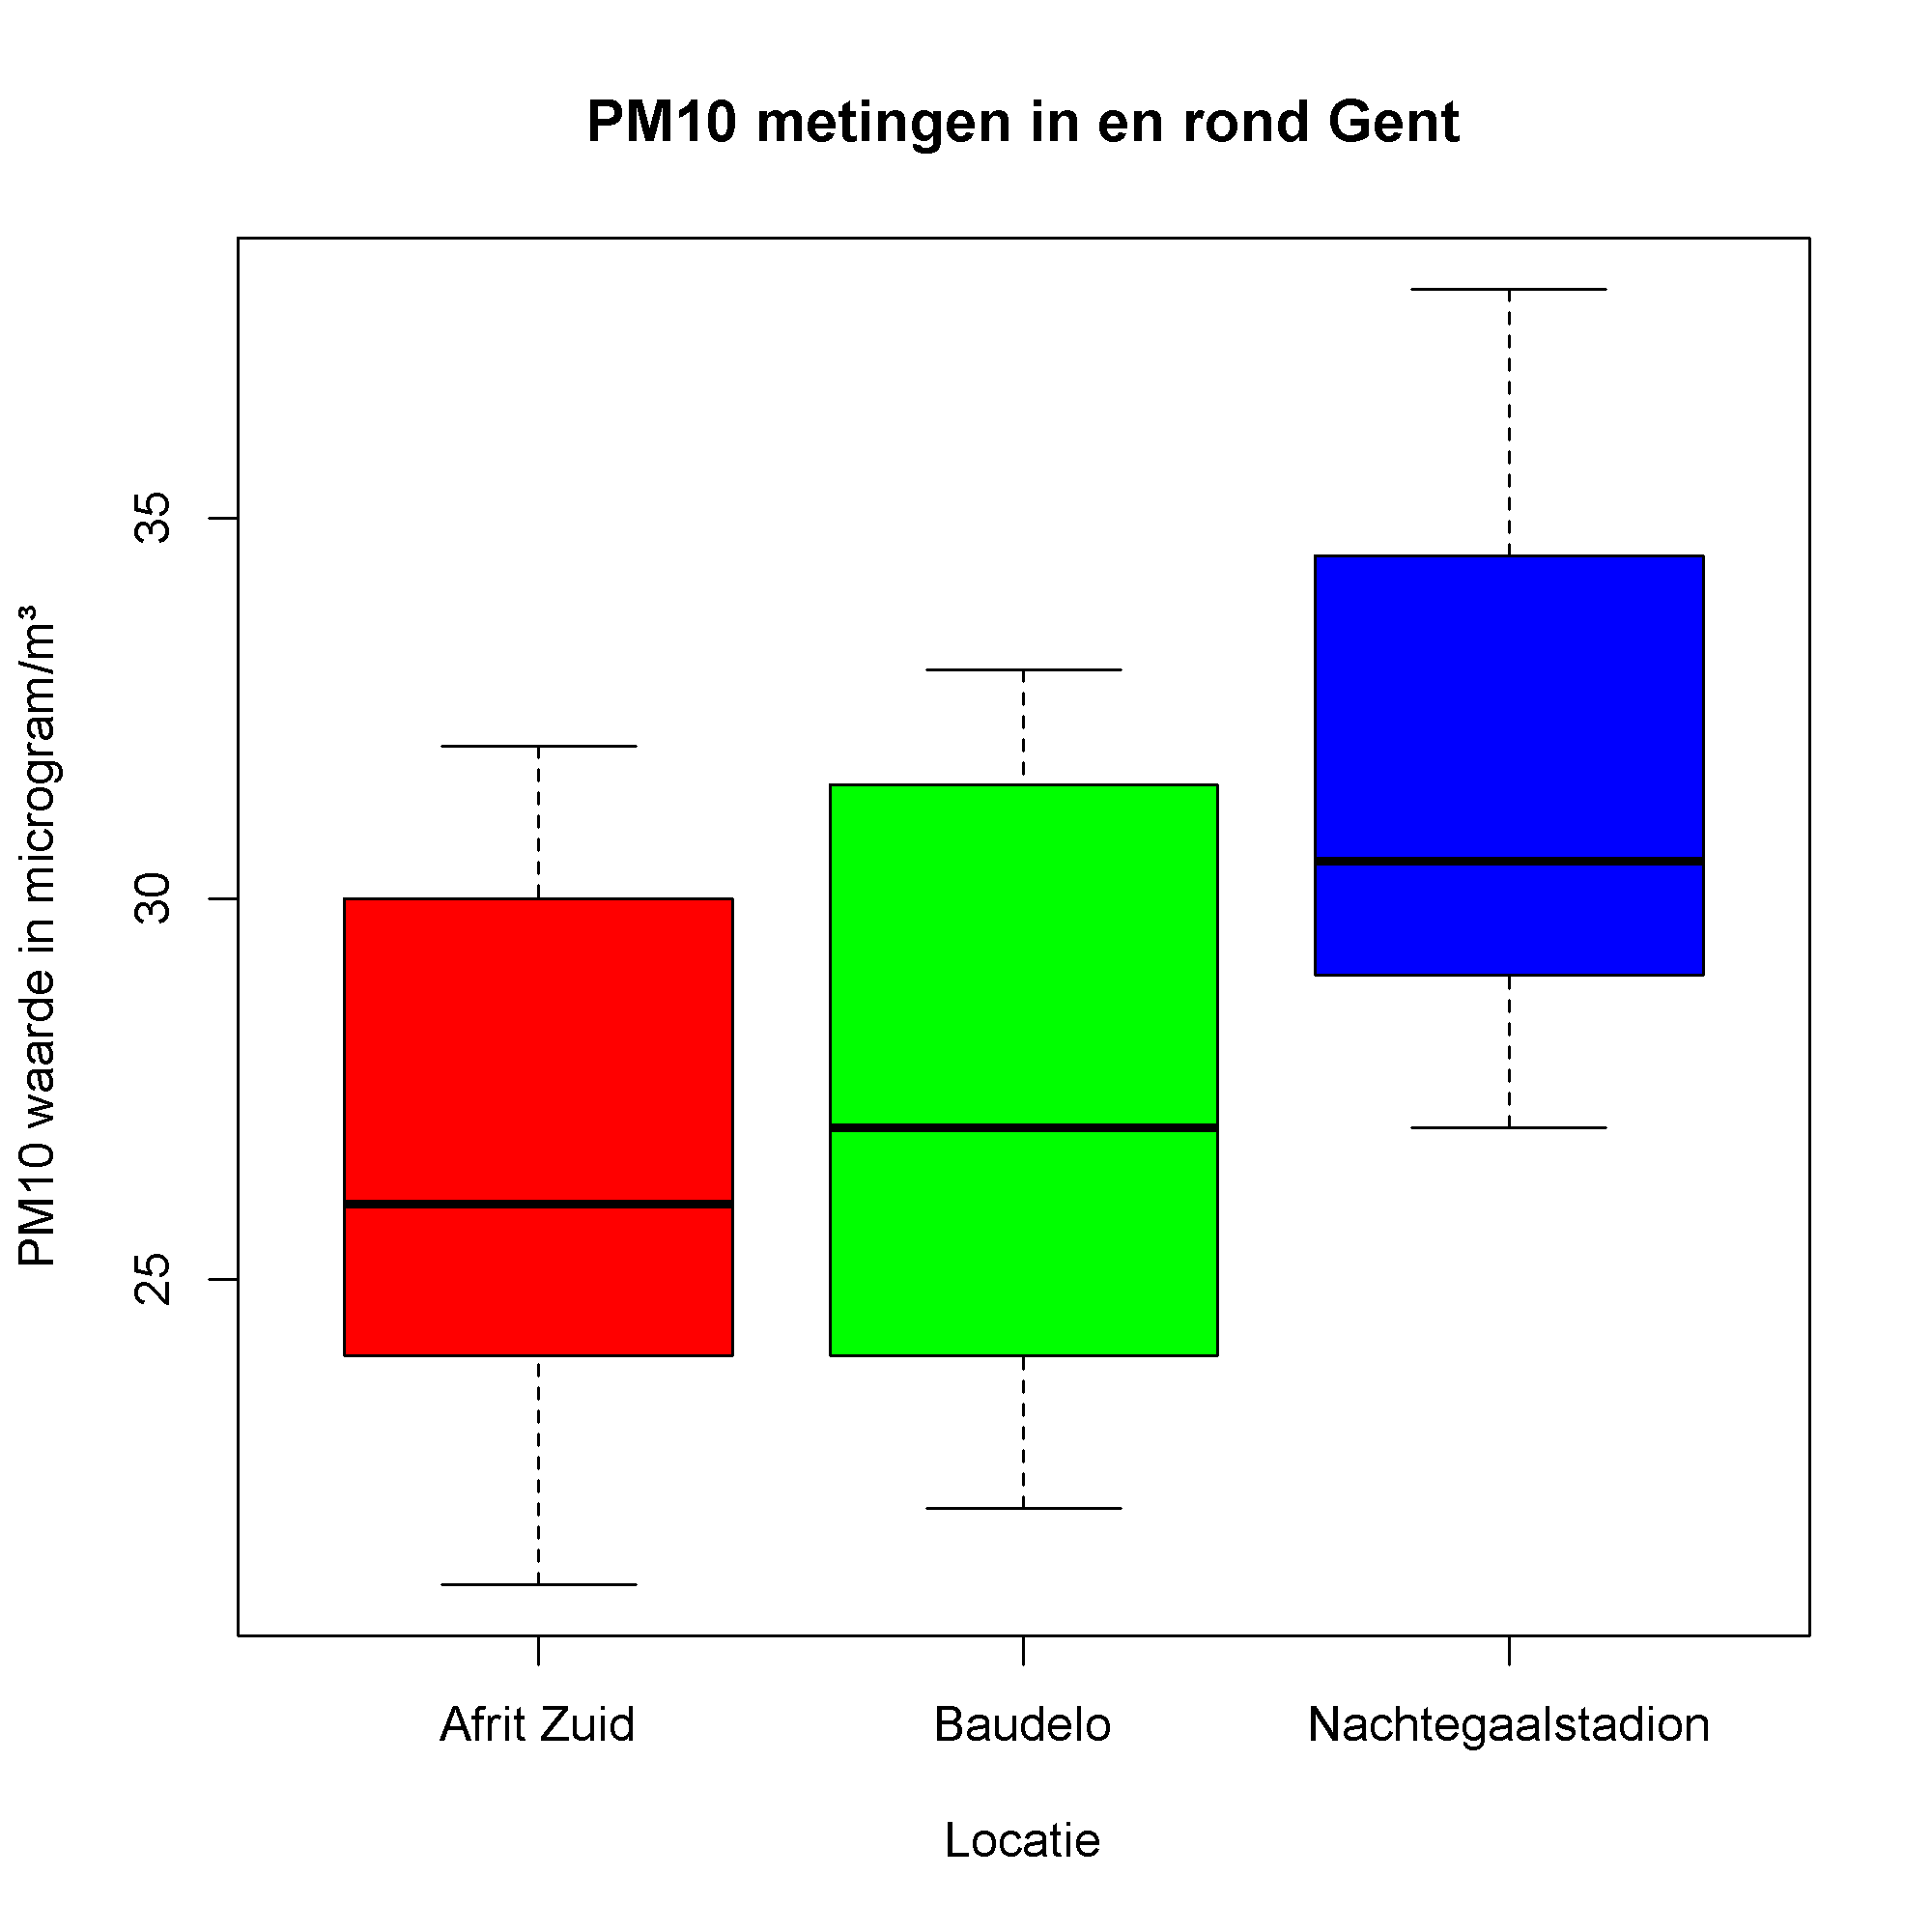 PM10 metingen in en rond Gent
PM10 waarde in microgram/m³
35
30
25
Afrit Zuid
Baudelo
Nachtegaalstadion
Locatie